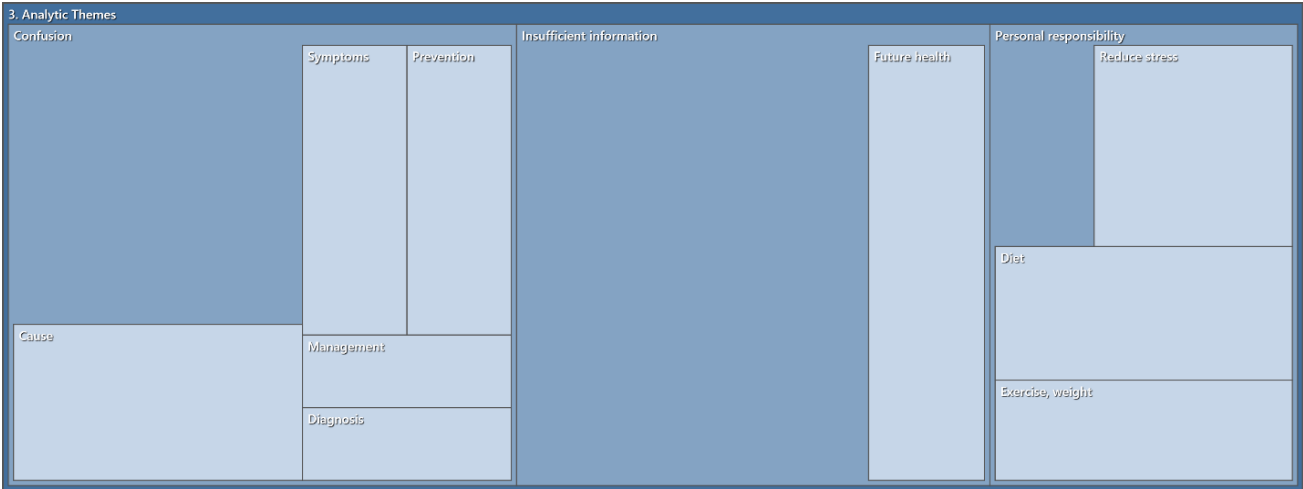 3. Analytic Themes
Confusion
Symptoms
Prevention
Cause
Management
Diagnosis
Insufficient information
Future health
Personal responsibility
Reduce stress
Diet
Exercise, weight